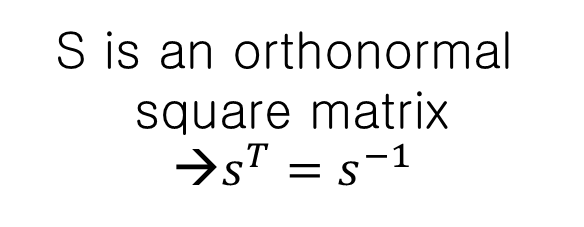 S is an orthonormal
square matrix
→s^T = s^−1